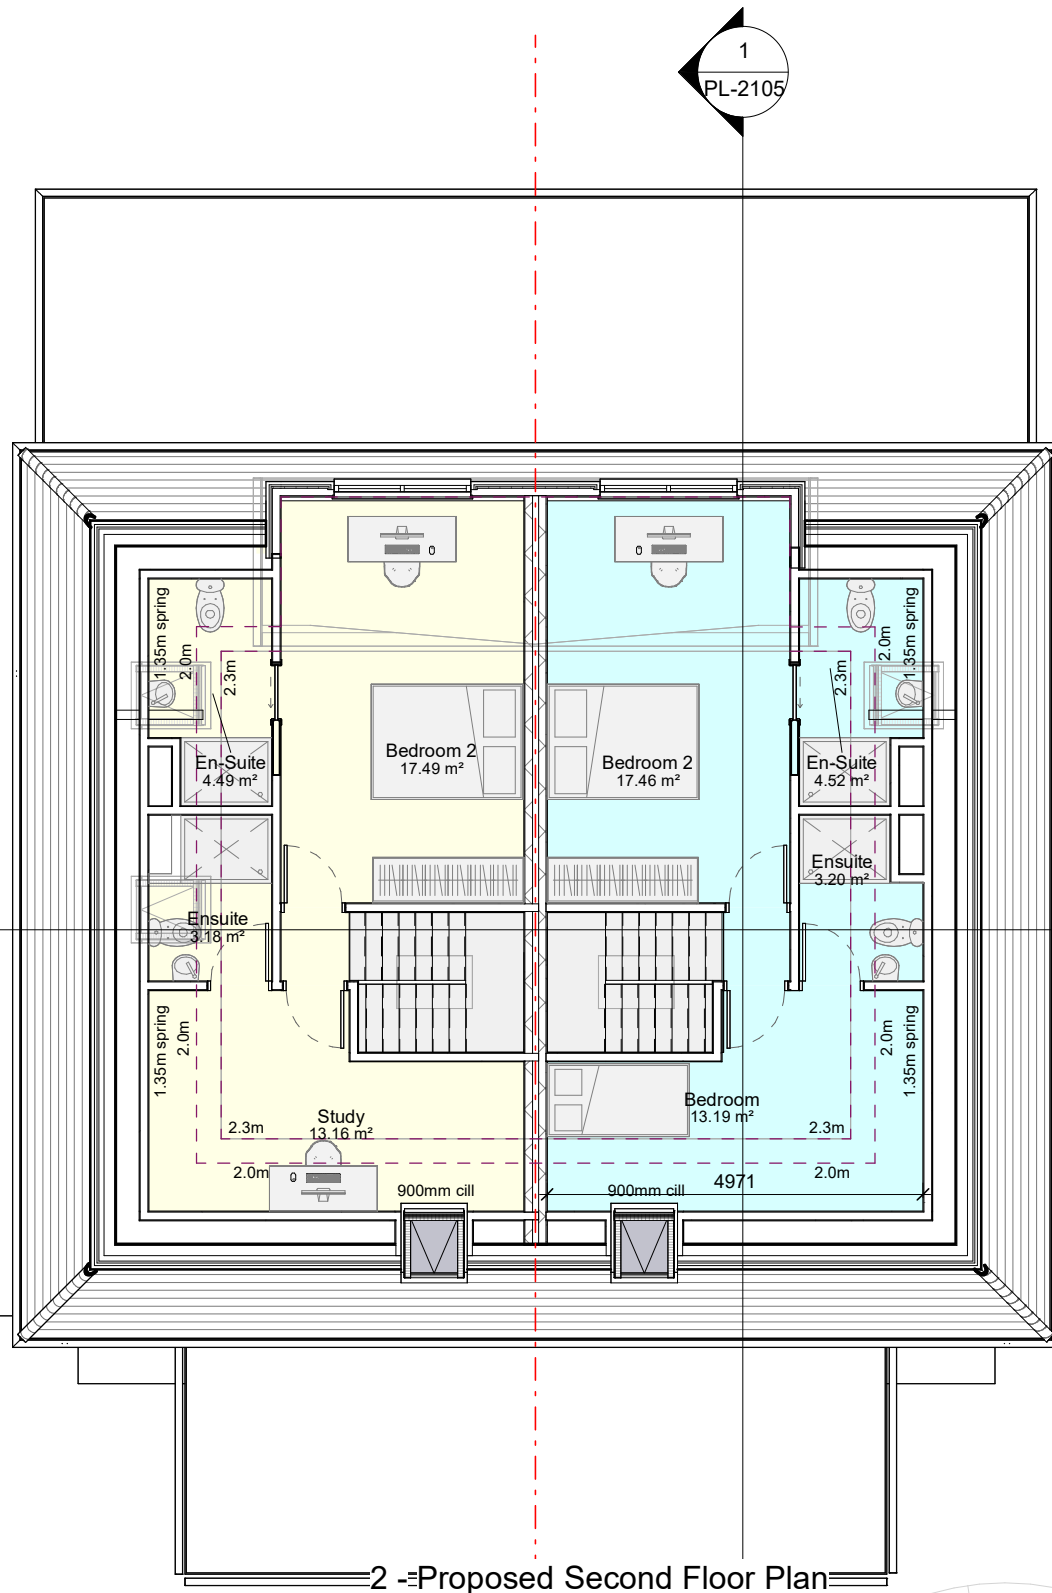 1
PL-2105
1.35m spring
2.0m
2.3m
2.3m
2.0m
1.35m spring
Bedroom 2
17.49 m²
Bedroom 2
17.46 m²
En-Suite
4.49 m²
En-Suite
4.52 m²
Ensuite
3.18 m²
Ensuite
3.20 m²
1.35m spring
2.0m
2.0m
1.35m spring
Study
13.16 m²
Bedroom
13.19 m²
2.3m
2.3m
2.0m
2.0m
900mm cill
900mm cill
4971
2 - Proposed Second Floor Plan